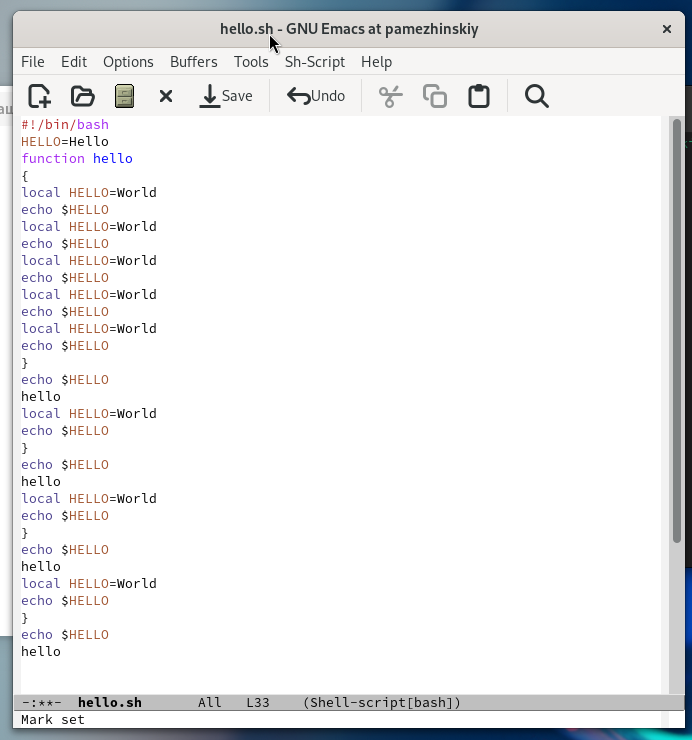 hello.sh - GNU Emacs at pamezhinskiy
File Edit Options Buffers Tools Sh-Script Help
Save Undo
#!/bin/bash
HELLO=Hello
function hello
{
local HELLO=World
echo $HELLO
local HELLO=World
echo $HELLO
local HELLO=World
echo $HELLO
local HELLO=World
echo $HELLO
local HELLO=World
echo $HELLO
}
echo $HELLO
hello
local HELLO=World
echo $HELLO
}
echo $HELLO
hello
local HELLO=World
echo $HELLO
}
echo $HELLO
hello
local HELLO=World
echo $HELLO
}
echo $HELLO
hello
-:**- hello.sh All L33 (Shell-script[bash])
Mark set